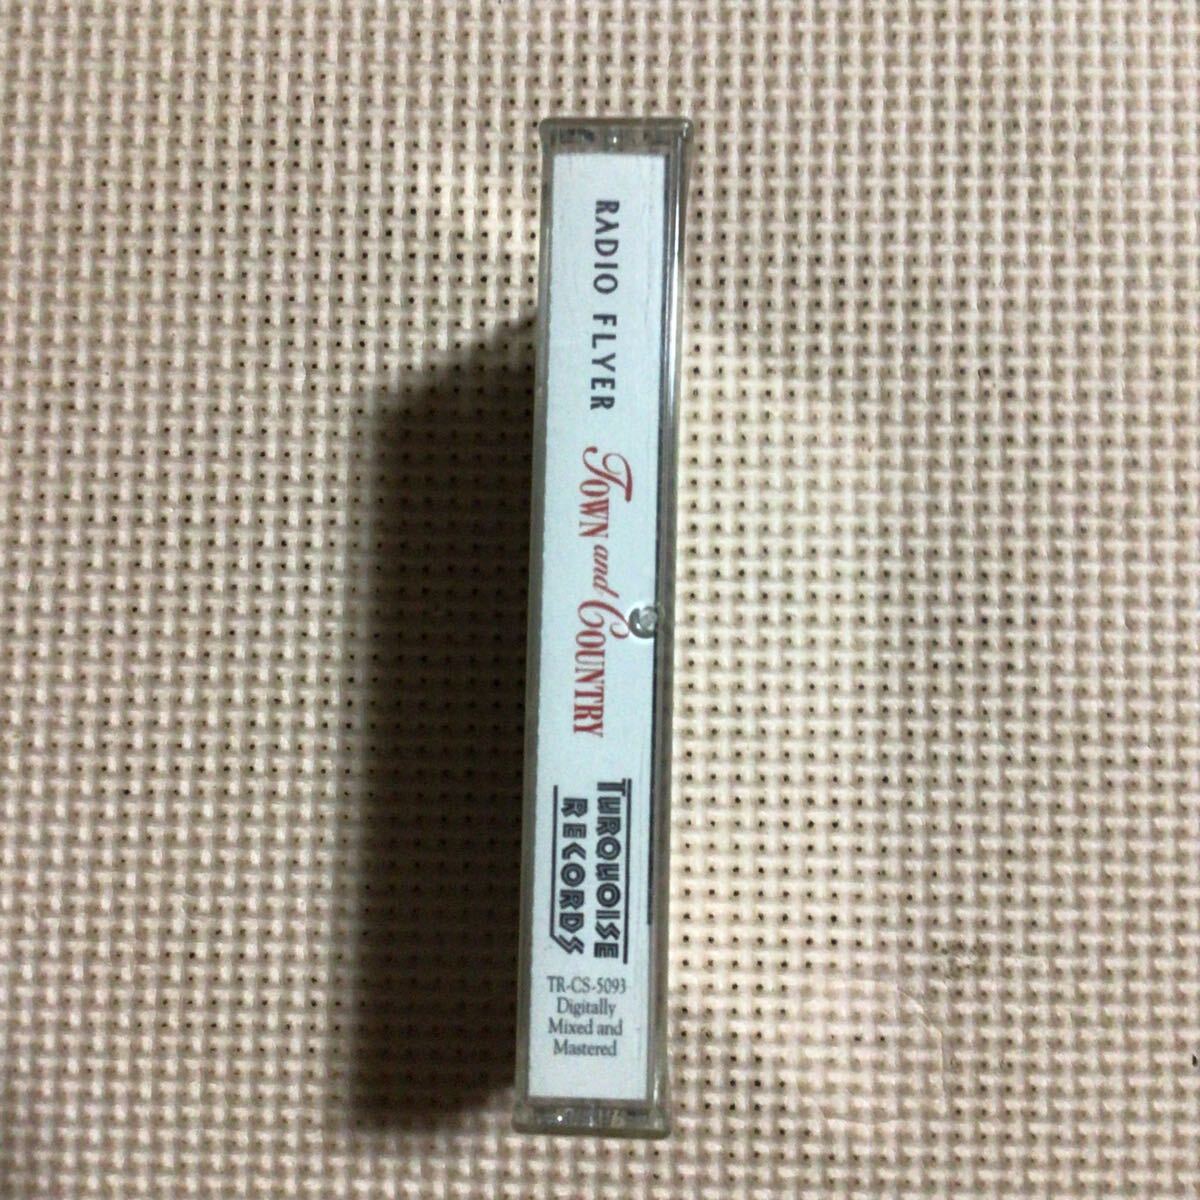 RADIO FLYER
TOWN and COUNTRY
TURQUOISE
RECORDS
TR-CS-5093
Digitally
Mixed and
Mastered